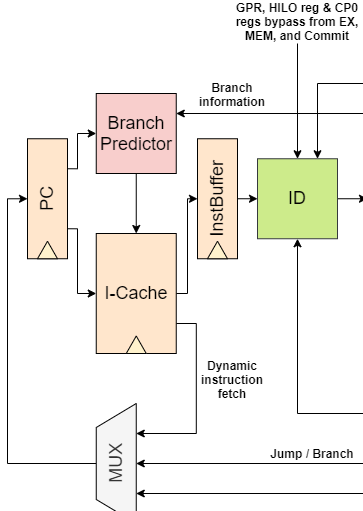 GPR, HILO reg & CP0
regs bypass from EX,
MEM, and Commit
Branch
information
Branch
Predictor
PC
InstBuffer
ID
I-Cache
Dynamic
instruction
fetch
MUX
Jump / Branch